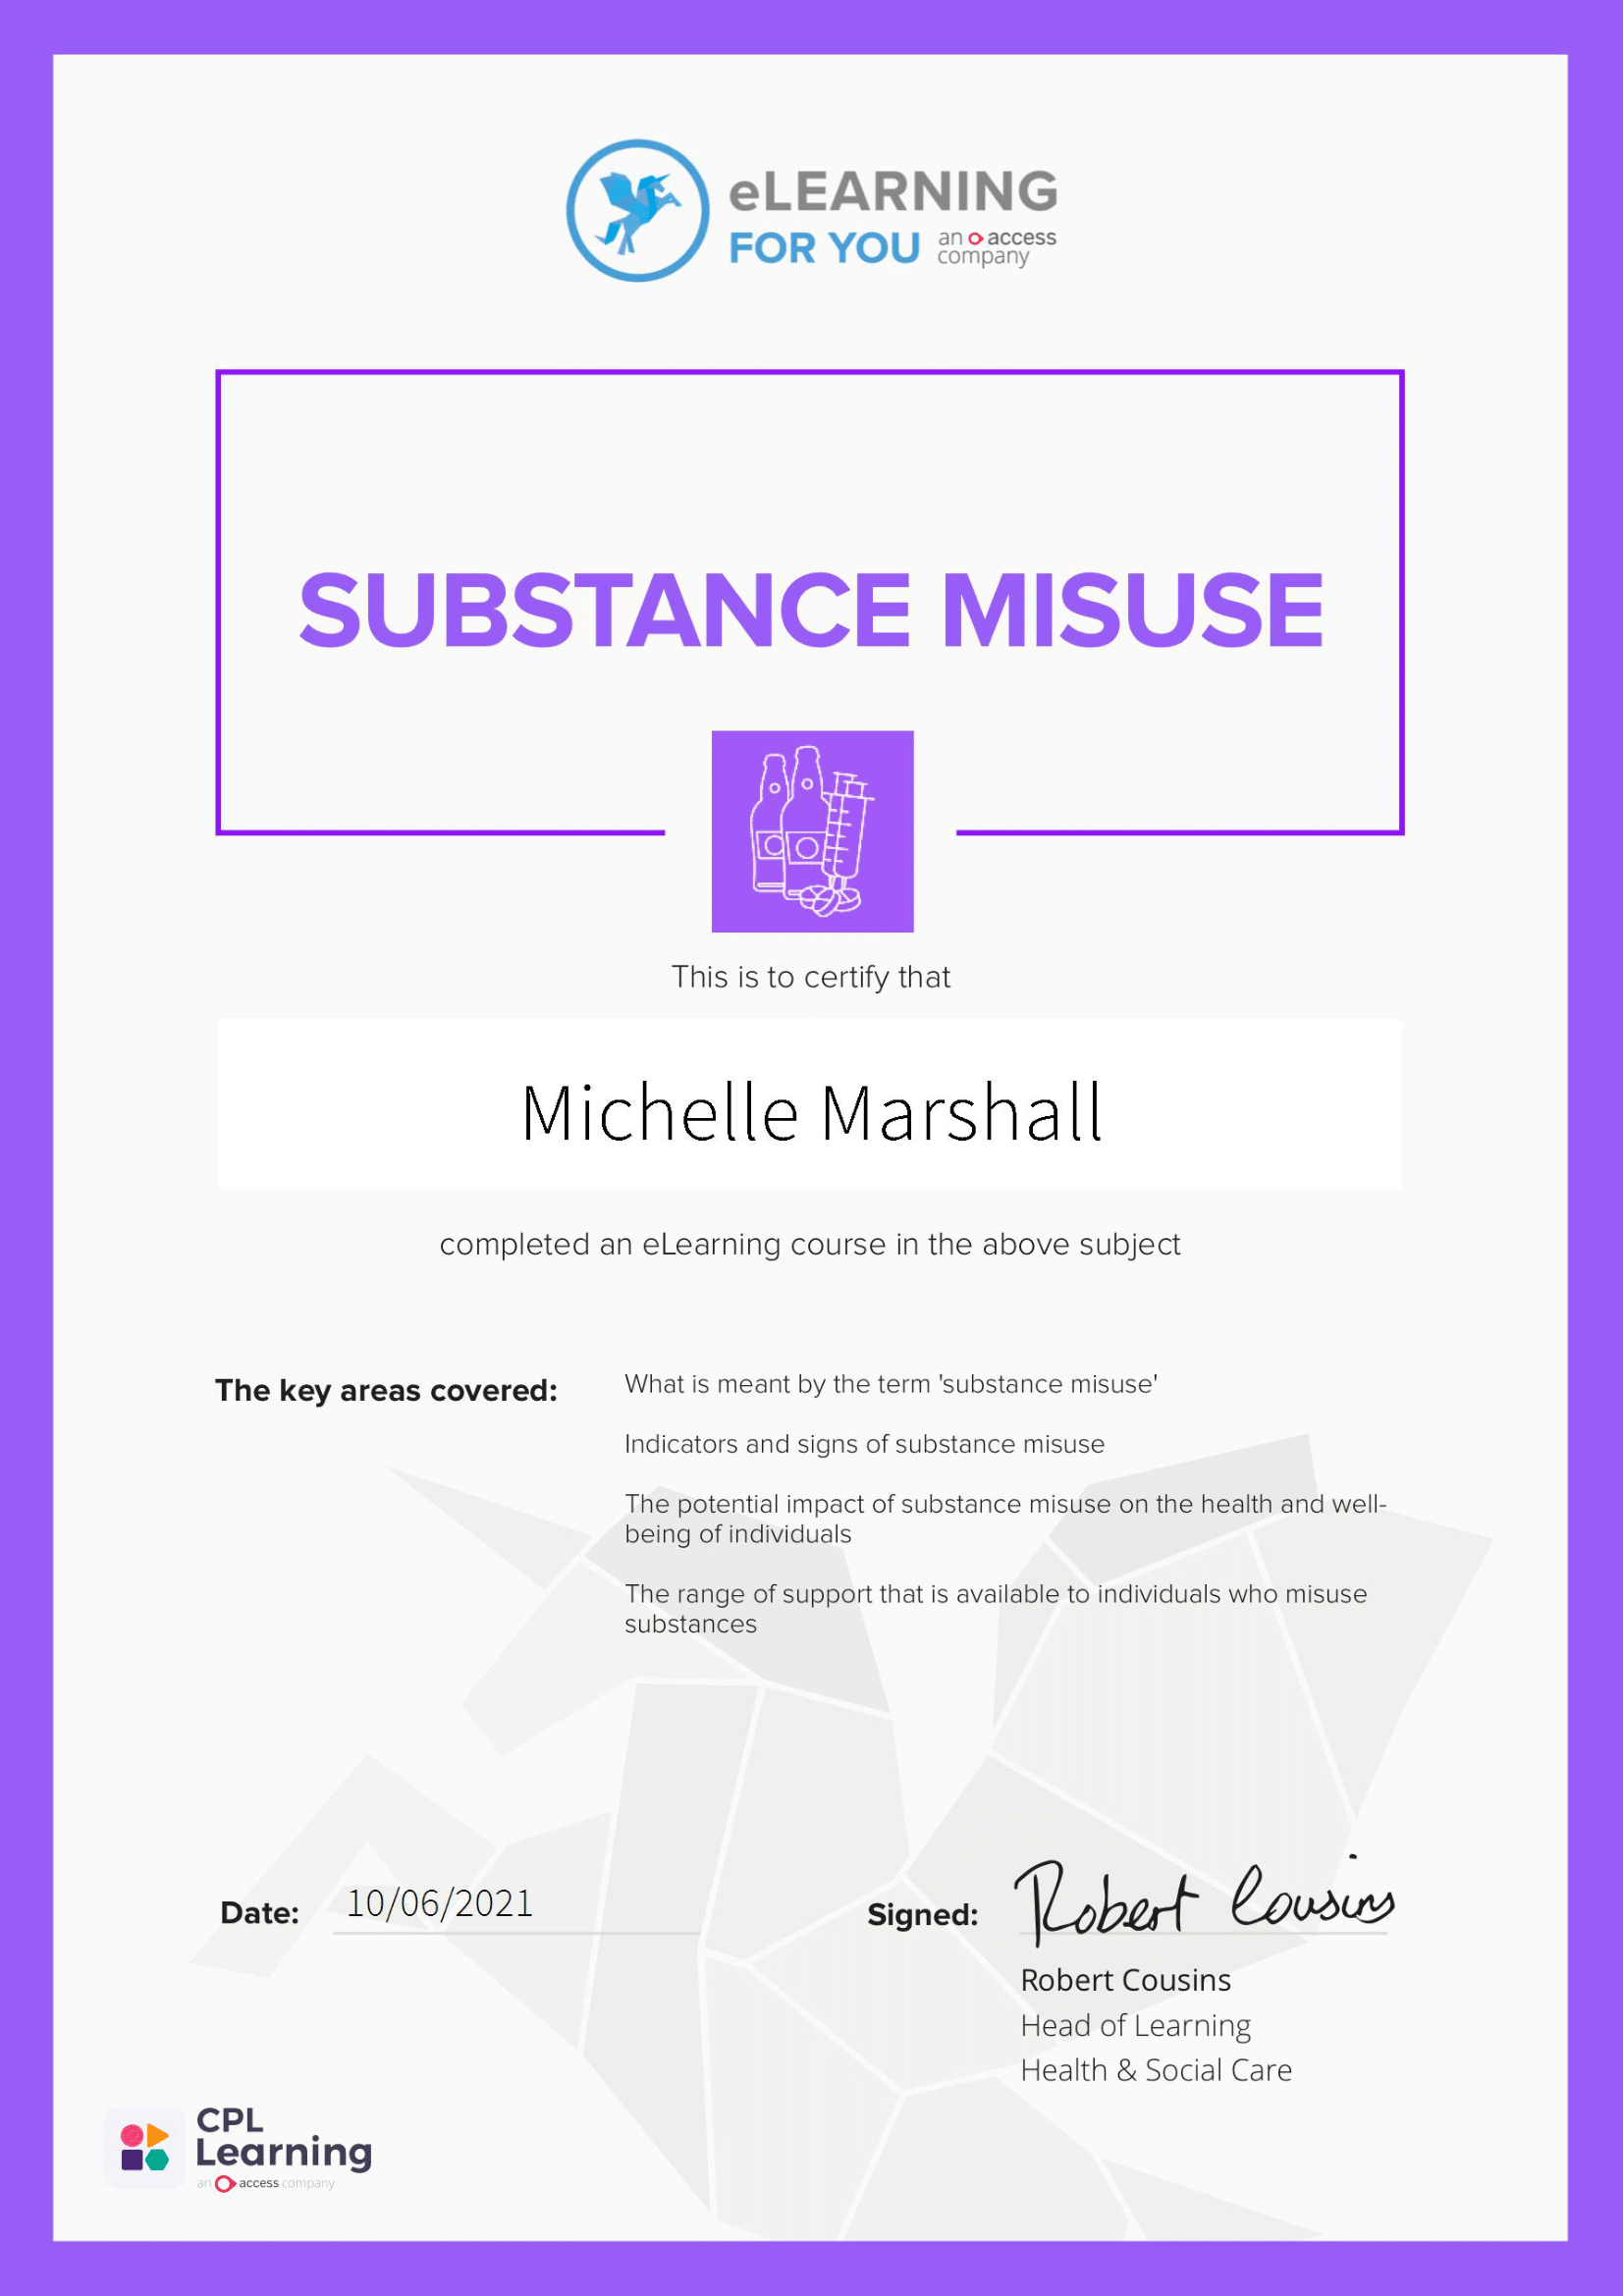 eLEARNING
FOR YOU an access
company
SUBSTANCE MISUSE
This is to certify that
Michelle Marshall
completed an eLearning course in the above subject
The key areas covered:
What is meant by the term 'substance misuse'
Indicators and signs of substance misuse
The potential impact of substance misuse on the health and well-
being of individuals
The range of support that is available to individuals who misuse
substances
Date: 10/06/2021
Signed: Robert Cousins
Robert Cousins
Head of Learning
Health & Social Care
CPL
Learning
an access company